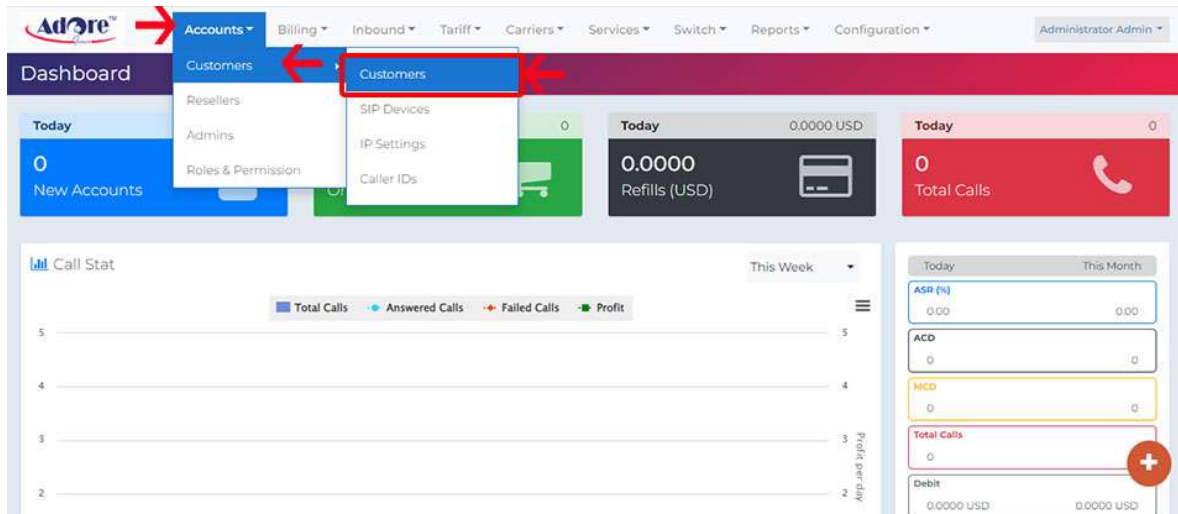 Adore™
Accounts Billing Inbound Tariff Carriers Services Switch Reports Configuration Administrator Admin
Dashboard
Customers
Resellers
Admins
Roles & Permission
Customers
SIP Devices
IP Settings
Caller IDs
Today
0
New Accounts
0
Today 0.0000 USD
0.0000
Refills (USD)
Today 0
0
Total Calls
Call Stat
This Week
Total Calls Answered Calls Failed Calls Profit
5 5
4 4
3 3
2 2
Profit per day
Today This Month
ASR (%)
0.00 0.00
ACD
0 0
MCD
0 0
Total Calls
0
+
Debit
0.0000 USD 0.0000 USD